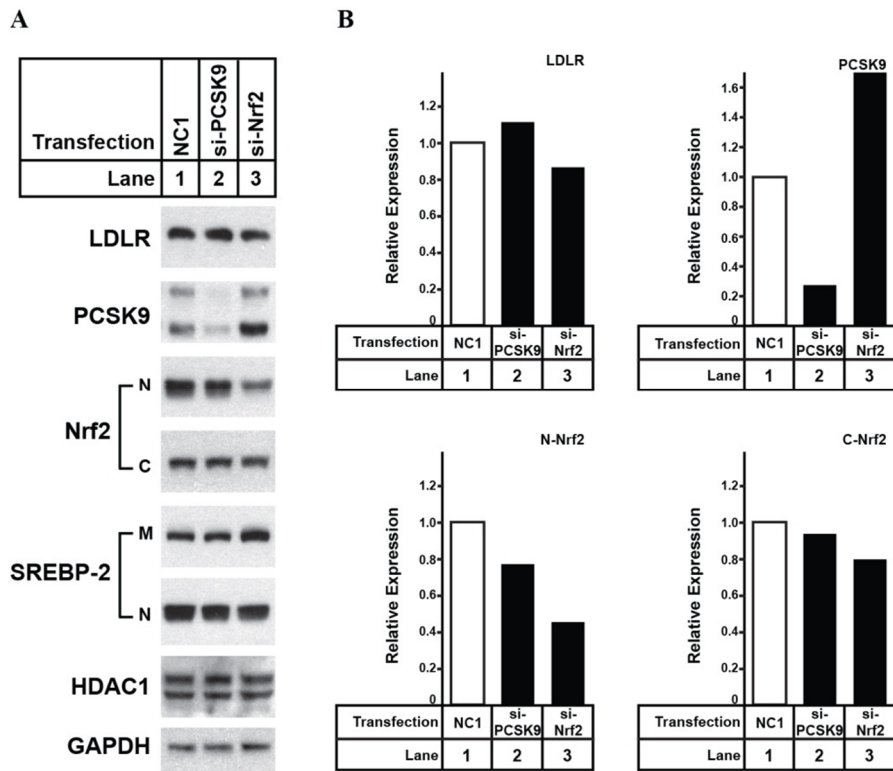 A
Transfection
NC1
si-PCSK9
si-Nrf2
Lane 1 2 3
LDLR
PCSK9
Nrf2
N
C
SREBP-2
M
N
HDAC1
GAPDH
B
LDLR
Relative Expression
1.2
1.0
0.8
0.6
0.4
0.2
0
Transfection NC1 si-PCSK9 si-Nrf2
Lane 1 2 3
PCSK9
Relative Expression
1.6
1.4
1.2
1.0
0.8
0.6
0.4
0.2
0
Transfection NC1 si-PCSK9 si-Nrf2
Lane 1 2 3
N-Nrf2
Relative Expression
1.2
1.0
0.8
0.6
0.4
0.8
0
Transfection NC1 si-PCSK9 si-Nrf2
Lane 1 2 3
C-Nrf2
Relative Expression
1.2
1.0
0.8
0.6
0.4
0.8
0
Transfection NC1 si-PCSK9 si-Nrf2
Lane 1 2 3